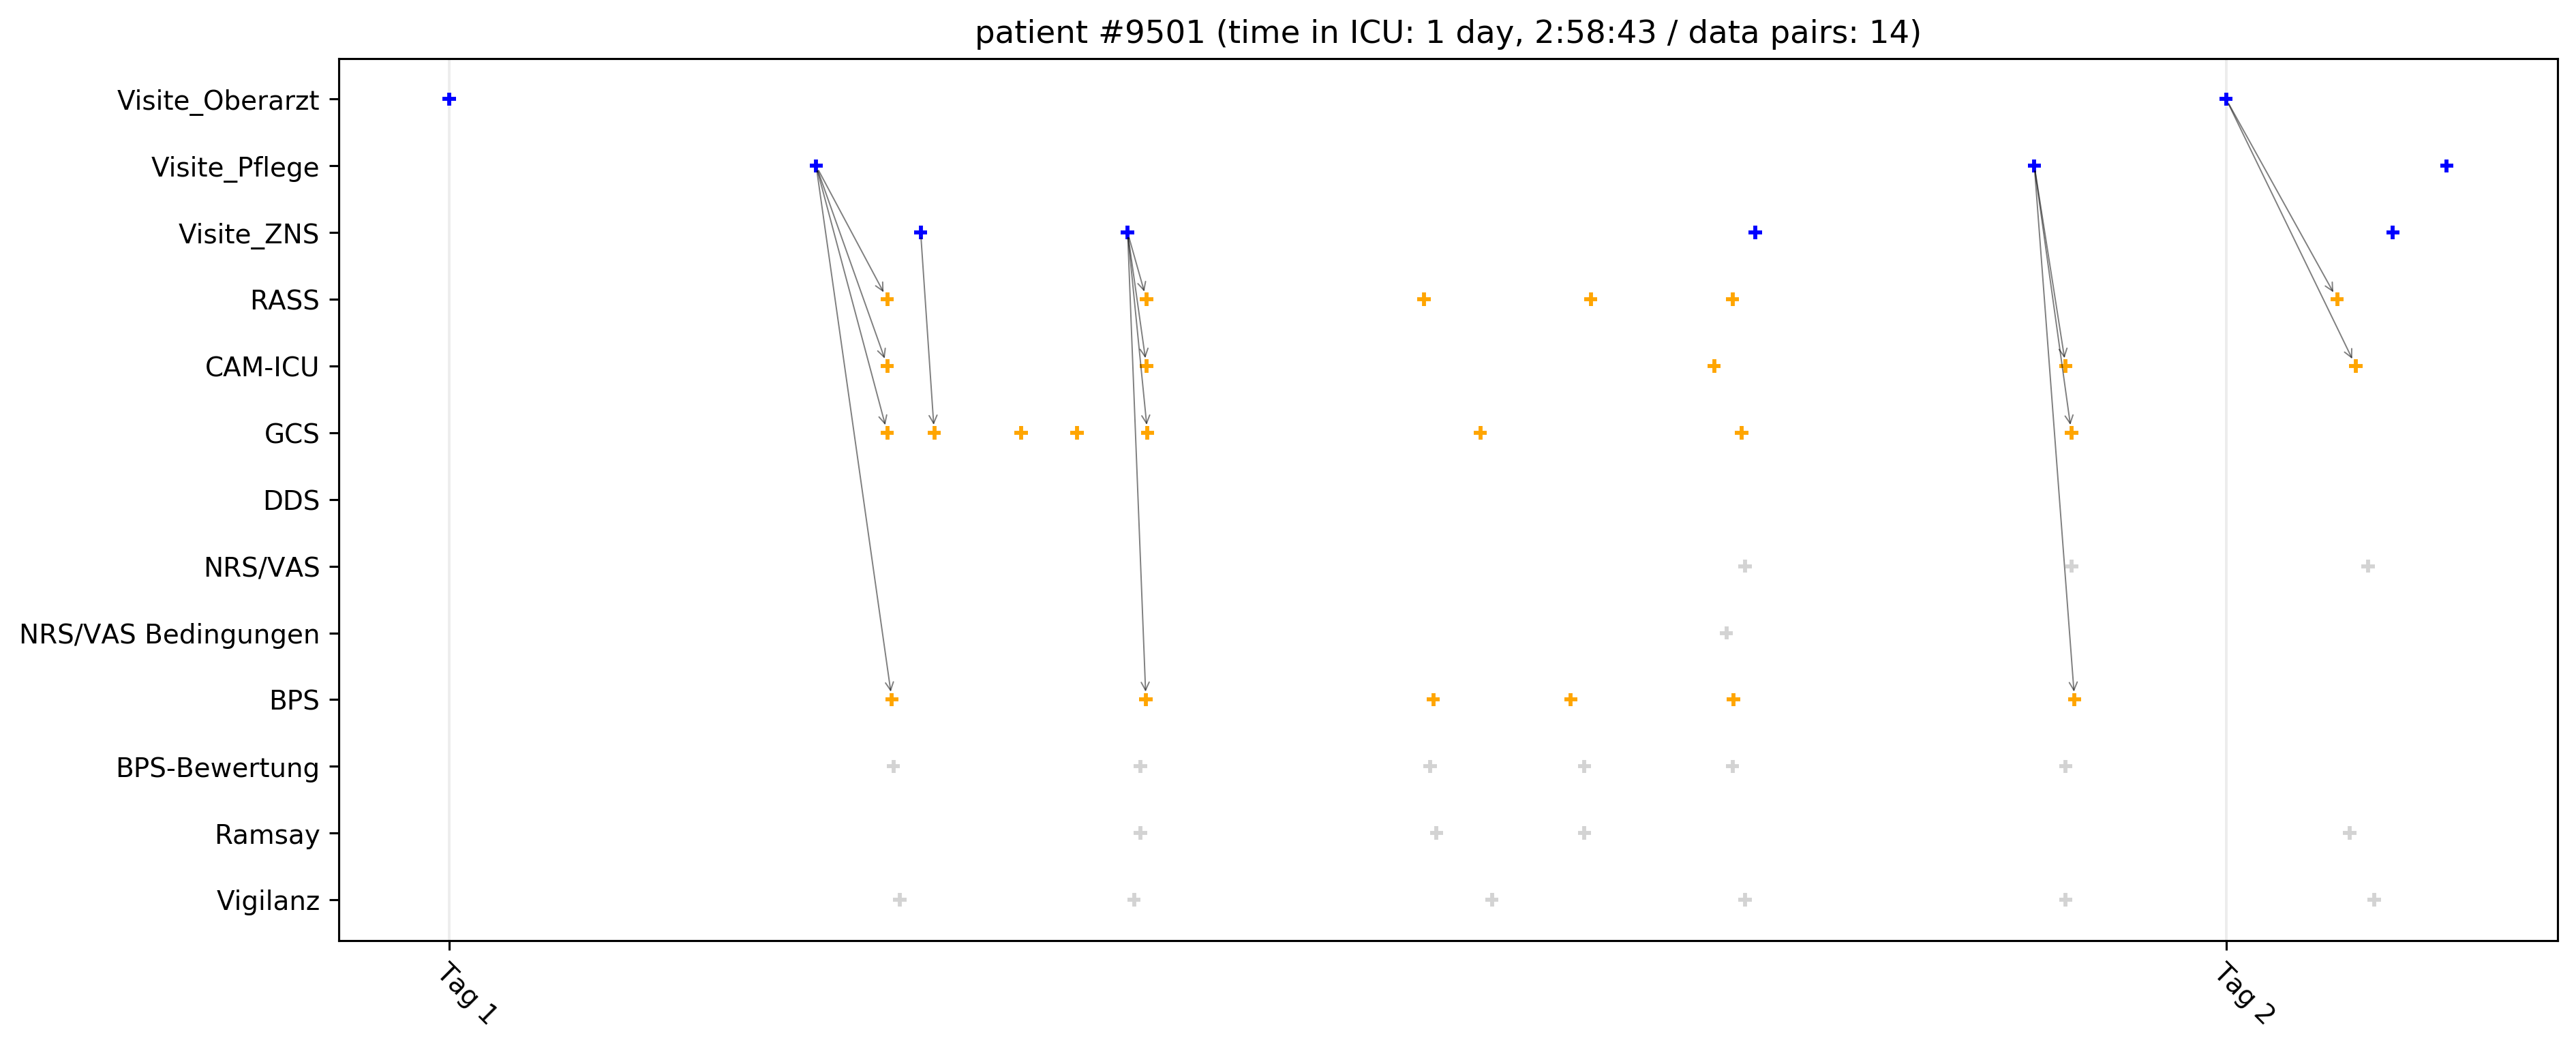 patient #9501 (time in ICU: 1 day, 2:58:43 / data pairs: 14)
Visite_Oberarzt
Visite_Pflege
Visite_ZNS
RASS
CAM-ICU
GCS
DDS
NRS/VAS
NRS/VAS Bedingungen
BPS
BPS-Bewertung
Ramsay
Vigilanz
Tag 1
Tag 2